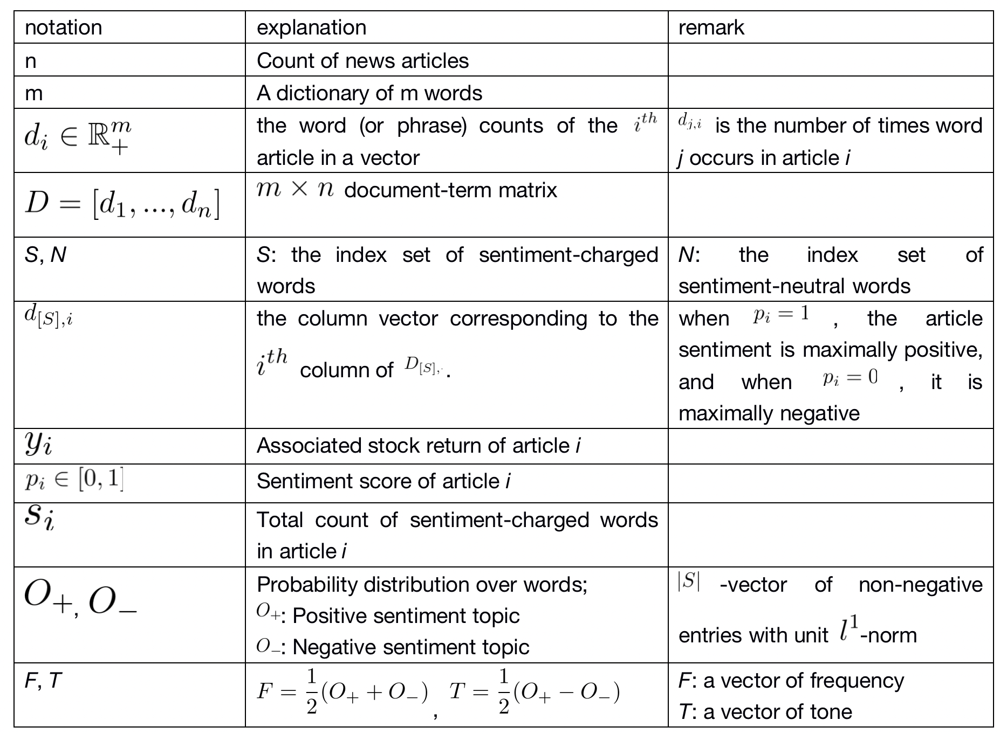 notation explanation remark
n Count of news articles
m A dictionary of m words
d_i ∈ ℝ_+^m
the word (or phrase) counts of the i^{th}
article in a vector
d_{j,i} is the number of times word
j occurs in article i
D = [d_1, ..., d_n]
m × n document-term matrix
S, N
S: the index set of sentiment-charged
words
N: the index set of
sentiment-neutral words
d_{[S],i}
the column vector corresponding to the
i^{th} column of D_{[S],·}.
when p_i = 1 , the article
sentiment is maximally positive,
and when p_i = 0 , it is
maximally negative
y_i Associated stock return of article i
p_i ∈ [0, 1] Sentiment score of article i
s_i
Total count of sentiment-charged words
in article i
O_+, O_−
Probability distribution over words;
O_+: Positive sentiment topic
O_−: Negative sentiment topic
|S| -vector of non-negative
entries with unit l^1-norm
F, T
F = \frac{1}{2}(O_+ + O_−), T = \frac{1}{2}(O_+ − O_−)
F: a vector of frequency
T: a vector of tone